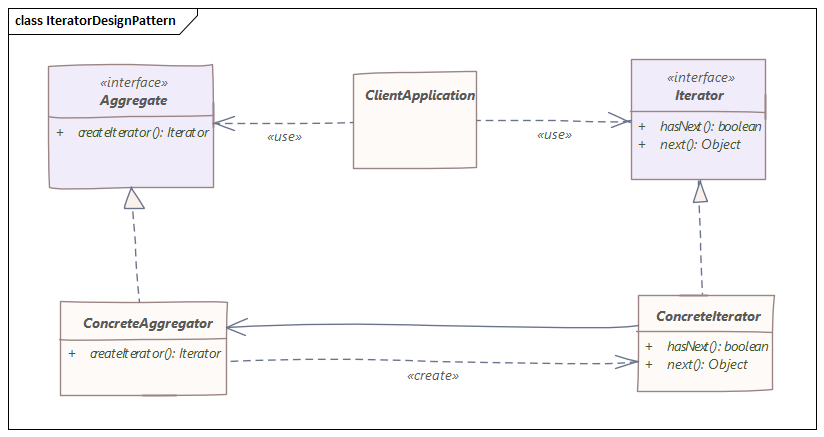 class IteratorDesignPattern
«interface»
Aggregate
+ createIterator(): Iterator
ClientApplication
«interface»
Iterator
+ hasNext(): boolean
+ next(): Object
«use»
«use»
ConcreteAggregator
+ createIterator(): Iterator
ConcreteIterator
+ hasNext(): boolean
+ next(): Object
«create»